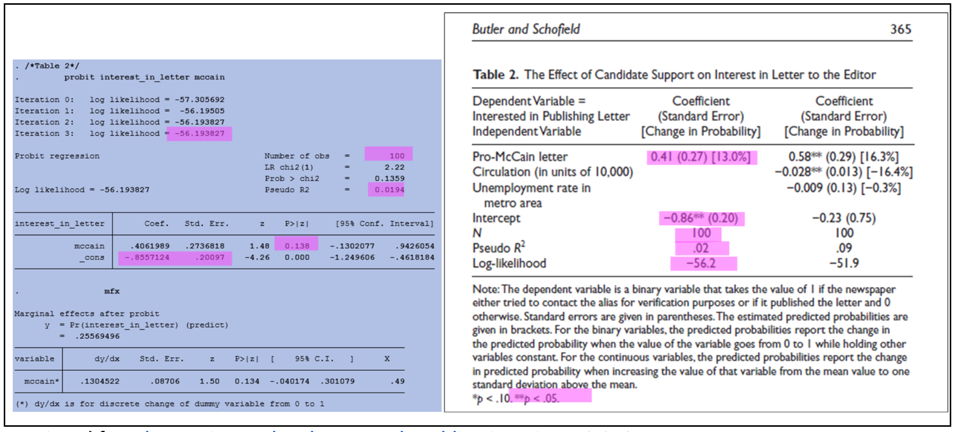 . /*Table 2*/
. probit interest_in_letter mccain
Iteration 0: log likelihood = -57.305692
Iteration 1: log likelihood = -56.19505
Iteration 2: log likelihood = -56.193827
Iteration 3: log likelihood = -56.193827
Probit regression Number of obs = 100
LR chi2(1) = 2.22
Prob > chi2 = 0.1359
Log likelihood = -56.193827 Pseudo R2 = 0.0194
interest_in_letter Coef. Std. Err. z P>|z| [95% Conf. Interval]
mccain .4061989 .2736818 1.48 0.138 -.1302077 .9426054
_cons -.8557124 .20097 -4.26 0.000 -1.249606 -.4618184
. mfx
Marginal effects after probit
y = Pr(interest_in_letter) (predict)
= .25569496
variable dy/dx Std. Err. z P>|z| [ 95% C.I. ] X
mccain* .1304522 .08706 1.50 0.134 -.040174 .301079 .49
(*) dy/dx is for discrete change of dummy variable from 0 to 1
Butler and Schofield 365
Table 2. The Effect of Candidate Support on Interest in Letter to the Editor
Dependent Variable = Coefficient Coefficient
Interested in Publishing Letter (Standard Error) (Standard Error)
Independent Variable [Change in Probability] [Change in Probability]
Pro-McCain letter 0.41 (0.27) [13.0%] 0.58** (0.29) [16.3%]
Circulation (in units of 10,000) -0.028** (0.013) [-16.4%]
Unemployment rate in -0.009 (0.13) [-0.3%]
metro area
Intercept -0.86** (0.20) -0.23 (0.75)
N 100 100
Pseudo R² .02 .09
Log-likelihood -56.2 -51.9
Note: The dependent variable is a binary variable that takes the value of 1 if the newspaper
either tried to contact the alias for verification purposes or if it published the letter and 0
otherwise. Standard errors are given in parentheses. The estimated predicted probabilities are
given in brackets. For the binary variables, the predicted probabilities report the change in
the predicted probability when the value of the variable goes from 0 to 1 while holding other
variables constant. For the continuous variables, the predicted probabilities report the change
in predicted probability when increasing the value of that variable from the mean value to one
standard deviation above the mean.
*p < .10. **p < .05.